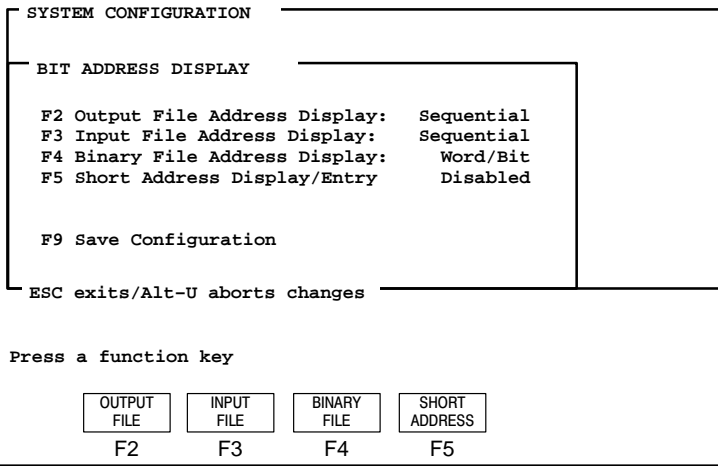 SYSTEM CONFIGURATION
BIT ADDRESS DISPLAY
F2 Output File Address Display: Sequential
F3 Input File Address Display: Sequential
F4 Binary File Address Display: Word/Bit
F5 Short Address Display/Entry Disabled
F9 Save Configuration
ESC exits/Alt-U aborts changes
Press a function key
OUTPUT FILE INPUT FILE BINARY FILE SHORT ADDRESS
F2 F3 F4 F5